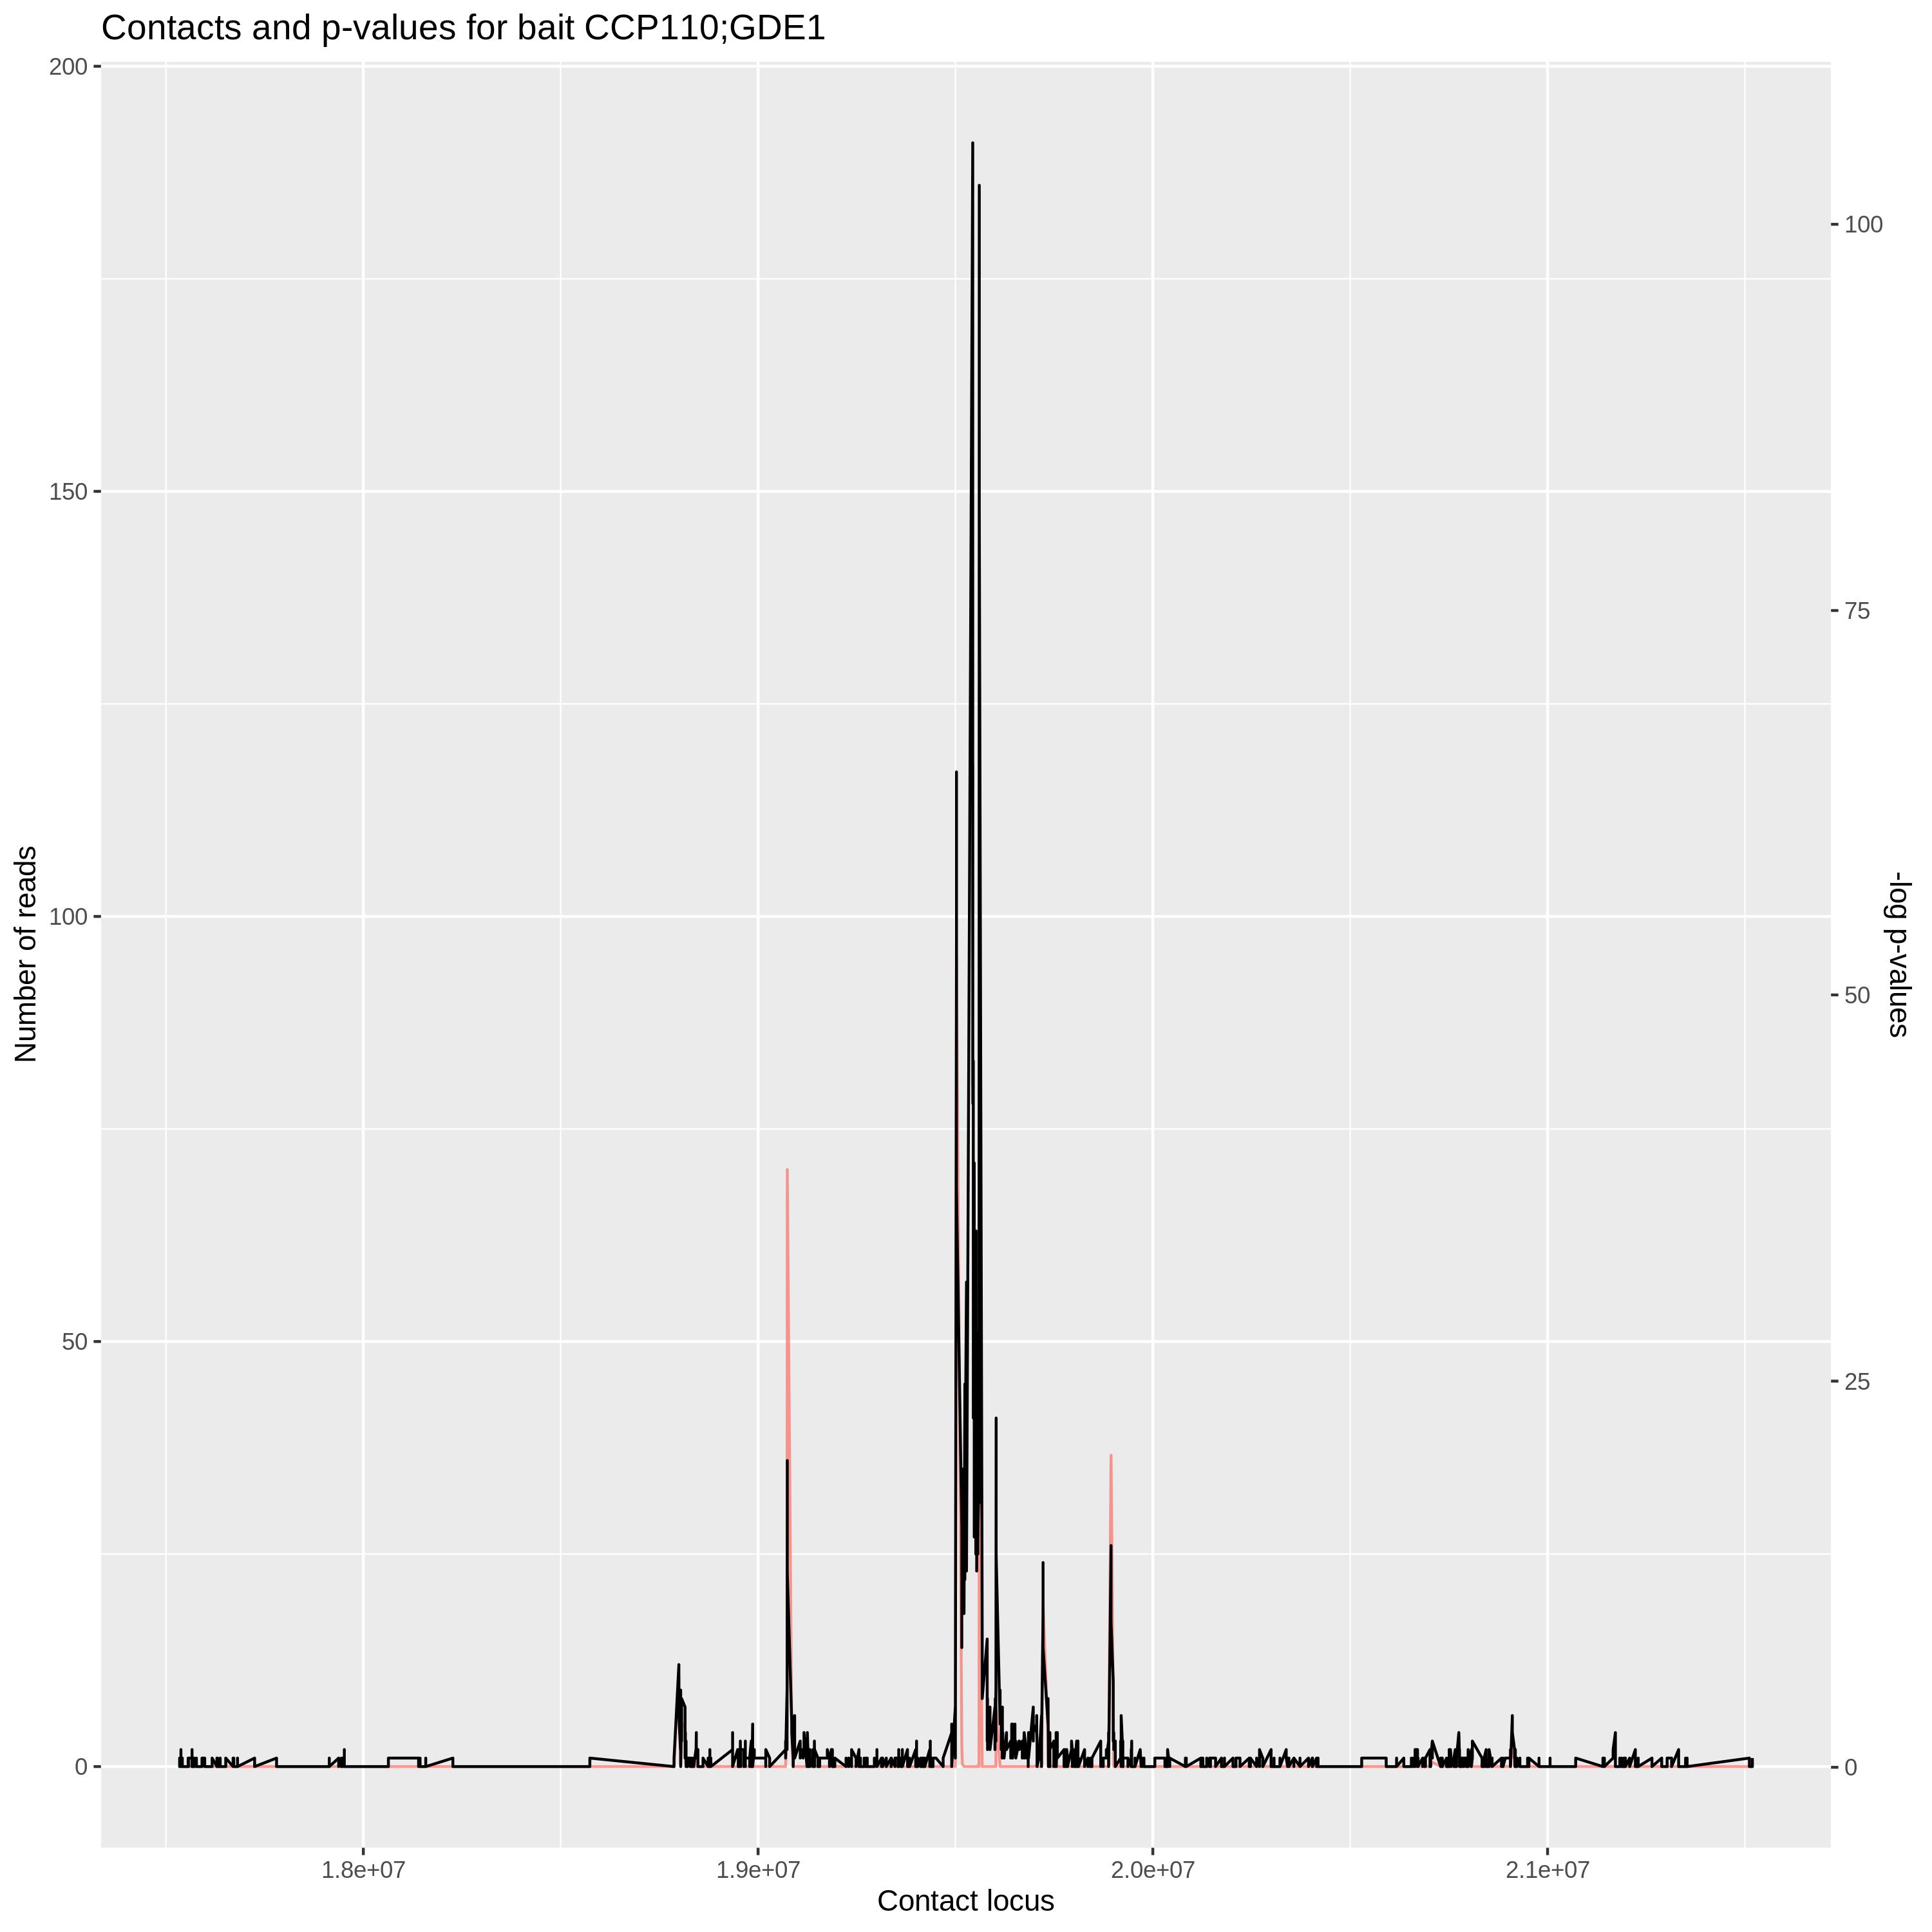 Contacts and p-values for bait CCP110;GDE1
200
150
100
50
0
Number of reads
100
75
50
25
0
-log p-values
1.8e+07
1.9e+07
2.0e+07
2.1e+07
Contact locus